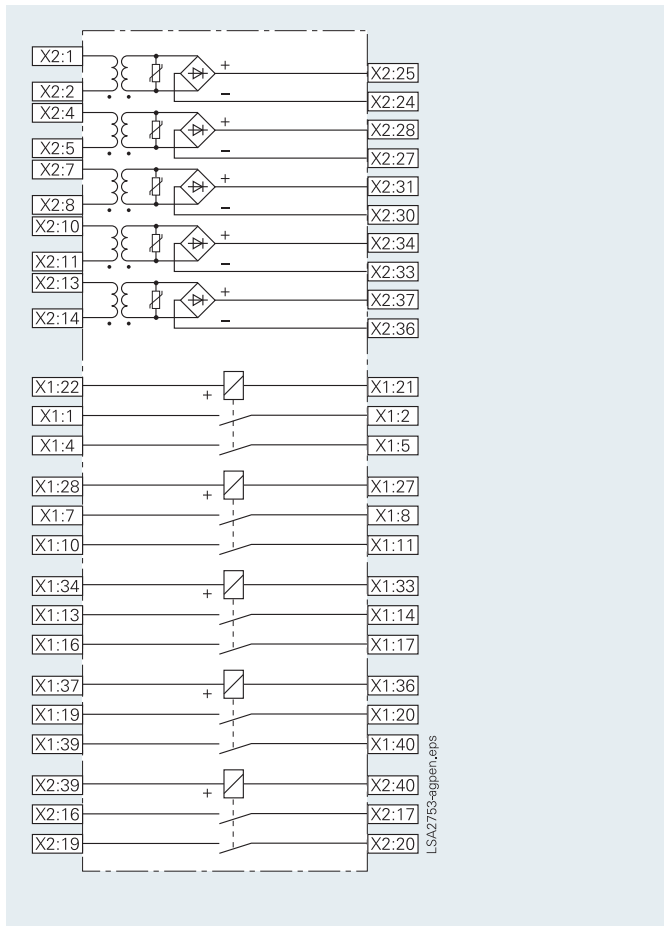 X2:1
+
X2:25
X2:2
–
X2:24
X2:4
+
X2:28
X2:5
–
X2:27
X2:7
+
X2:31
X2:8
–
X2:30
X2:10
+
X2:34
X2:11
–
X2:33
X2:13
+
X2:37
X2:14
–
X2:36
X1:22
+
X1:21
X1:1
X1:2
X1:4
X1:5
X1:28
+
X1:27
X1:7
X1:8
X1:10
X1:11
X1:34
+
X1:33
X1:13
X1:14
X1:16
X1:17
X1:37
+
X1:36
X1:19
X1:20
X1:39
X1:40
X2:39
+
X2:40
X2:16
X2:17
X2:19
X2:20
LSA2753-agpen.eps